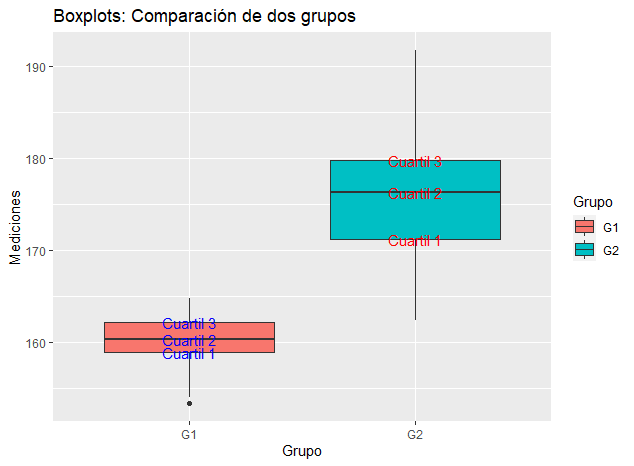 Boxplots: Comparación de dos grupos
Mediciones
190
180
170
160
Cuartil 3
Cuartil 2
Cuartil 1
Cuartil 3
Cuartil 2
Cuartil 1
G1
G2
Grupo
Grupo
G1
G2